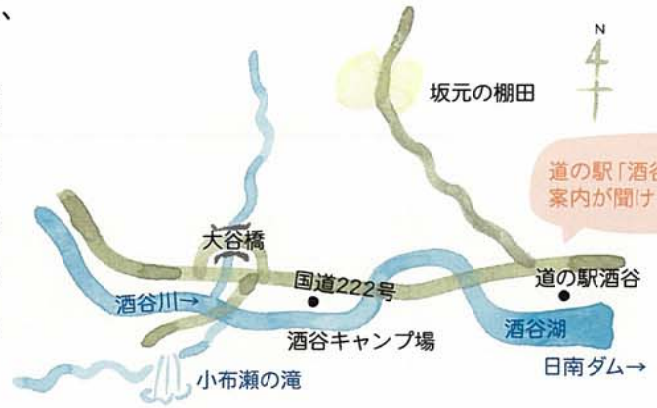 N
坂元の棚田
道の駅「酒谷
案内が聞け
大谷橋
国道222号
道の駅酒谷
酒谷川→
酒谷キャンプ場
酒谷湖
日南ダム→
小布瀬の滝